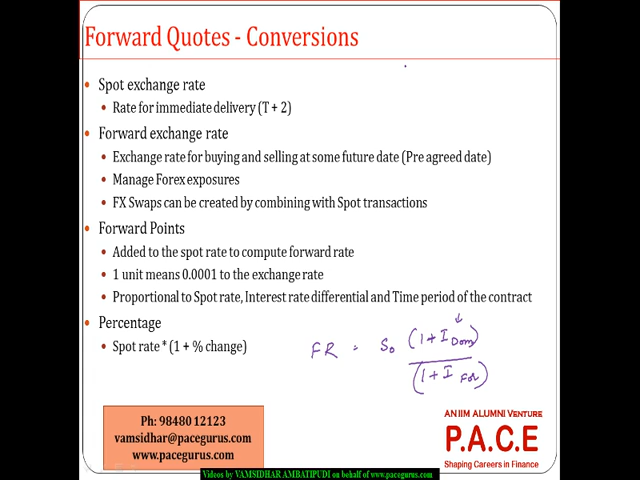 Forward Quotes - Conversions
Spot exchange rate
Rate for immediate delivery (T + 2)
Forward exchange rate
Exchange rate for buying and selling at some future date (Pre agreed date)
Manage Forex exposures
FX Swaps can be created by combining with Spot transactions
Forward Points
Added to the spot rate to compute forward rate
1 unit means 0.0001 to the exchange rate
Proportional to Spot rate, Interest rate differential and Time period of the contract
Percentage
Spot rate * (1 + % change)
FR = S0 (1 + I Dom)
(1 + I For)
Ph: 98480 12123
vamsidhar@pacegurus.com
www.pacegurus.com
AN IIM ALUMNI VENTURE
P.A.C.E
Shaping Careers in Finance
Videos by VAMSIDHAR AMBATIPUDI on behalf of www.pacegurus.com